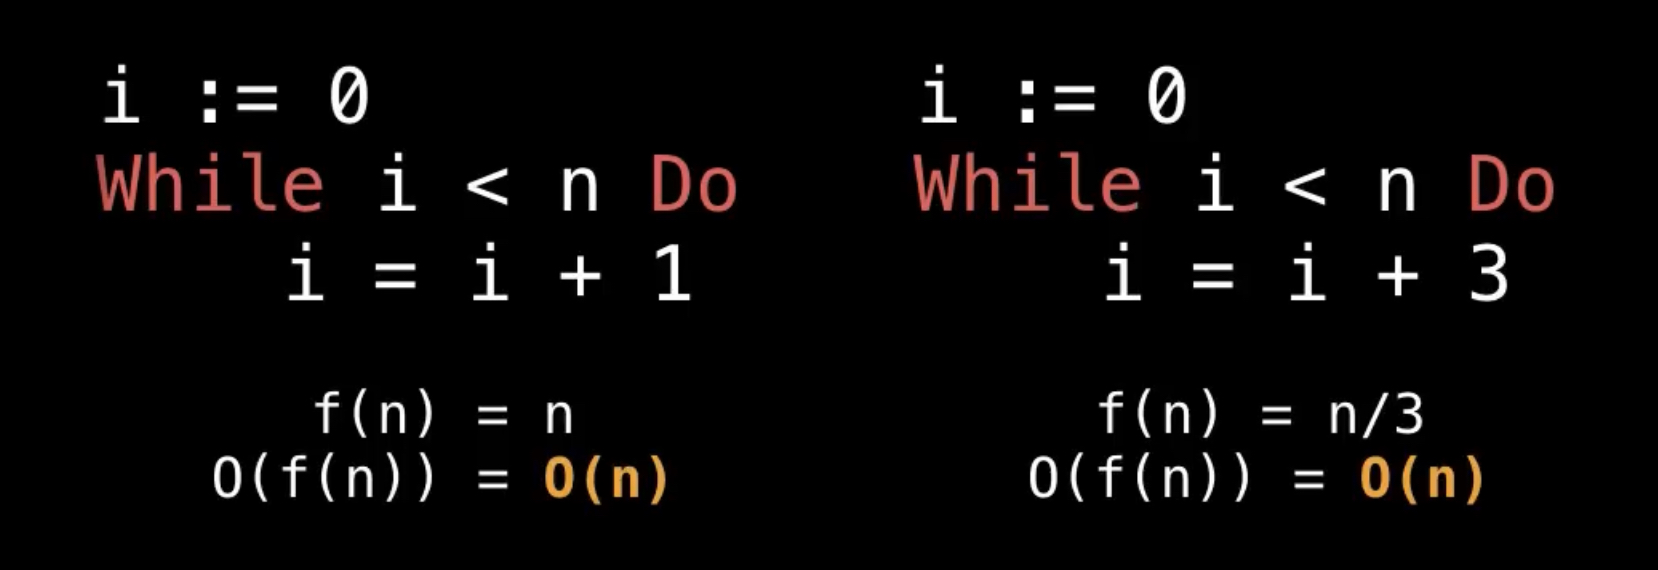 i := 0
While i < n Do
i = i + 1
f(n) = n
O(f(n)) = O(n)
i := 0
While i < n Do
i = i + 3
f(n) = n/3
O(f(n)) = O(n)